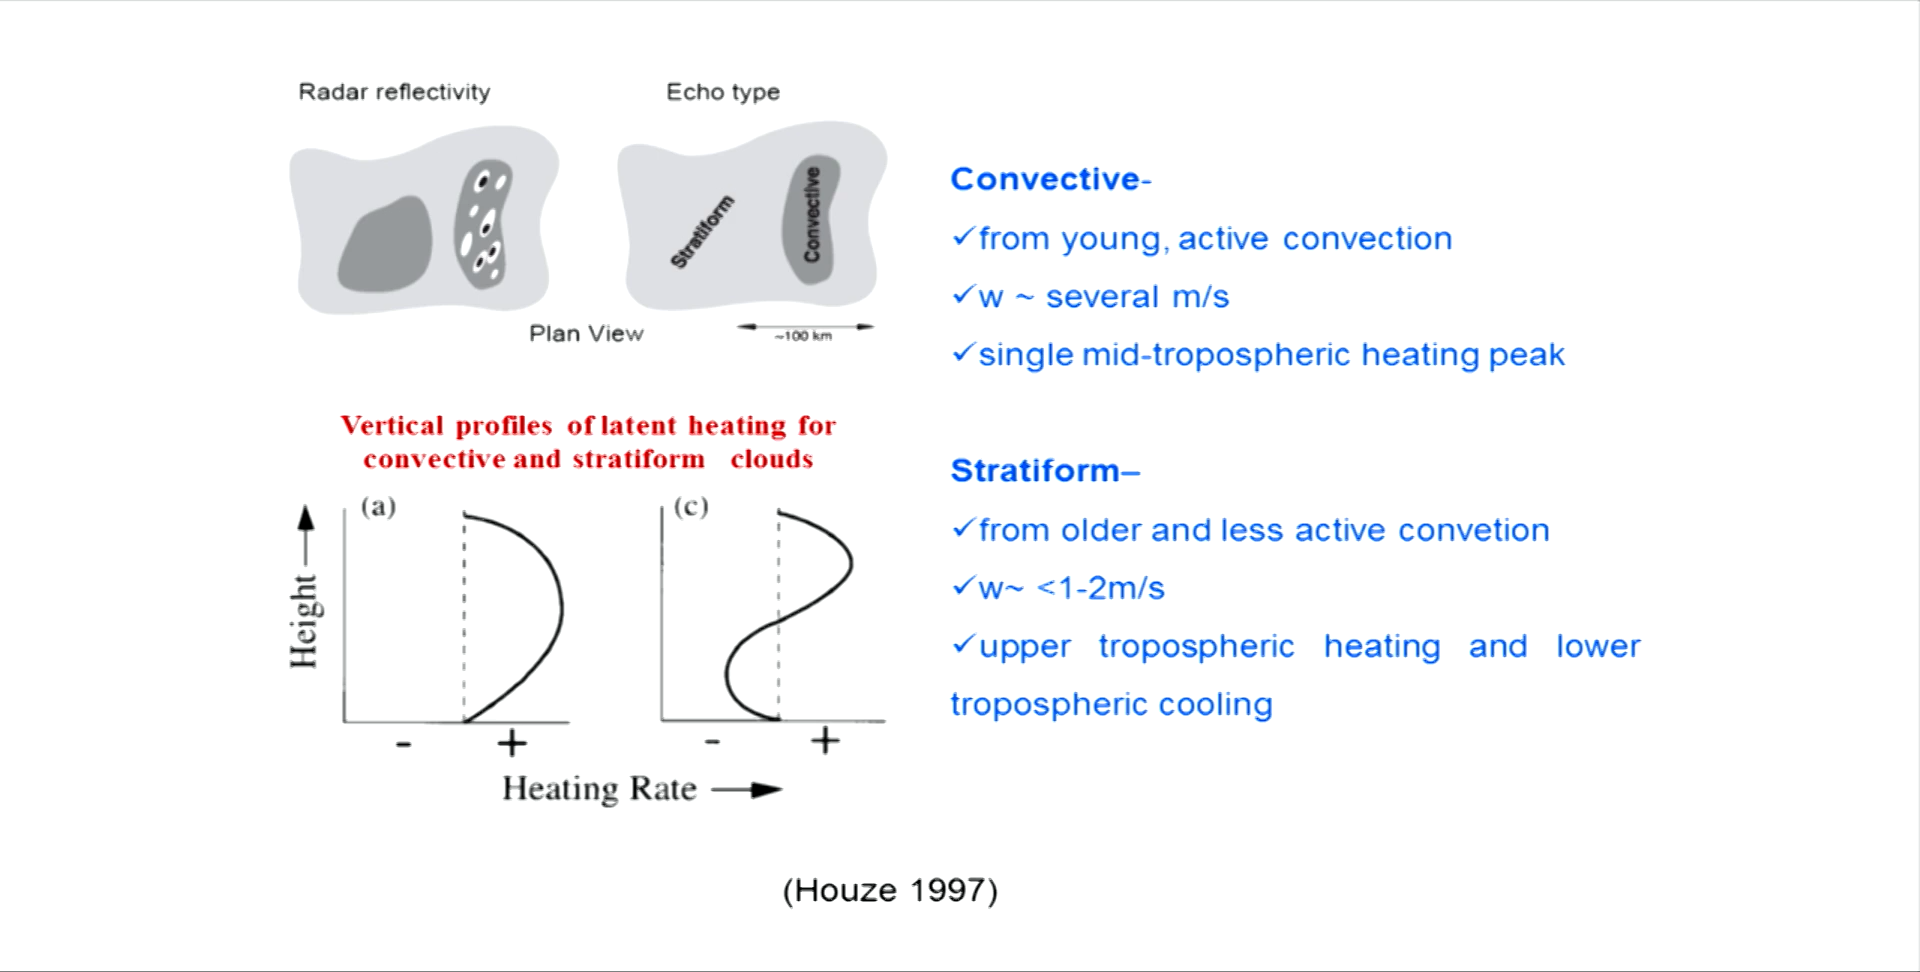 Radar reflectivity
Echo type
Stratiform
Convective
Plan View
~100 km
Vertical profiles of latent heating for
convective and stratiform clouds
(a)
(c)
Height
- +
- +
Heating Rate
Convective-
✓from young, active convection
✓w ~ several m/s
✓single mid-tropospheric heating peak
Stratiform–
✓from older and less active convetion
✓w~ <1-2m/s
✓upper tropospheric heating and lower
tropospheric cooling
(Houze 1997)